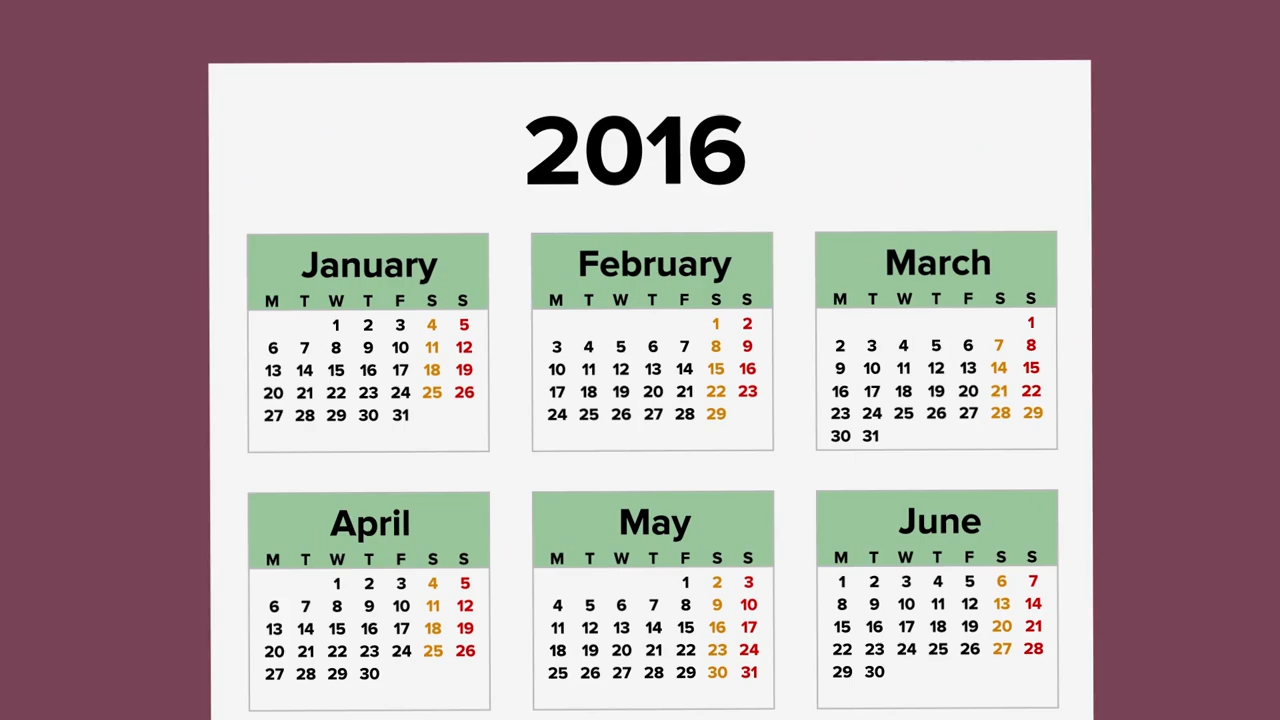 2016
January February March
M T W T F S S M T W T F S S M T W T F S S
1 2 3 4 5 1 2 1
6 7 8 9 10 11 12 3 4 5 6 7 8 9 2 3 4 5 6 7 8
13 14 15 16 17 18 19 10 11 12 13 14 15 16 9 10 11 12 13 14 15
20 21 22 23 24 25 26 17 18 19 20 21 22 23 16 17 18 19 20 21 22
27 28 29 30 31 24 25 26 27 28 29 23 24 25 26 27 28 29
30 31
April May June
M T W T F S S M T W T F S S M T W T F S S
1 2 3 4 5 1 2 3 1 2 3 4 5 6 7
6 7 8 9 10 11 12 4 5 6 7 8 9 10 8 9 10 11 12 13 14
13 14 15 16 17 18 19 11 12 13 14 15 16 17 15 16 17 18 19 20 21
20 21 22 23 24 25 26 18 19 20 21 22 23 24 22 23 24 25 26 27 28
27 28 29 30 25 26 27 28 29 30 31 29 30